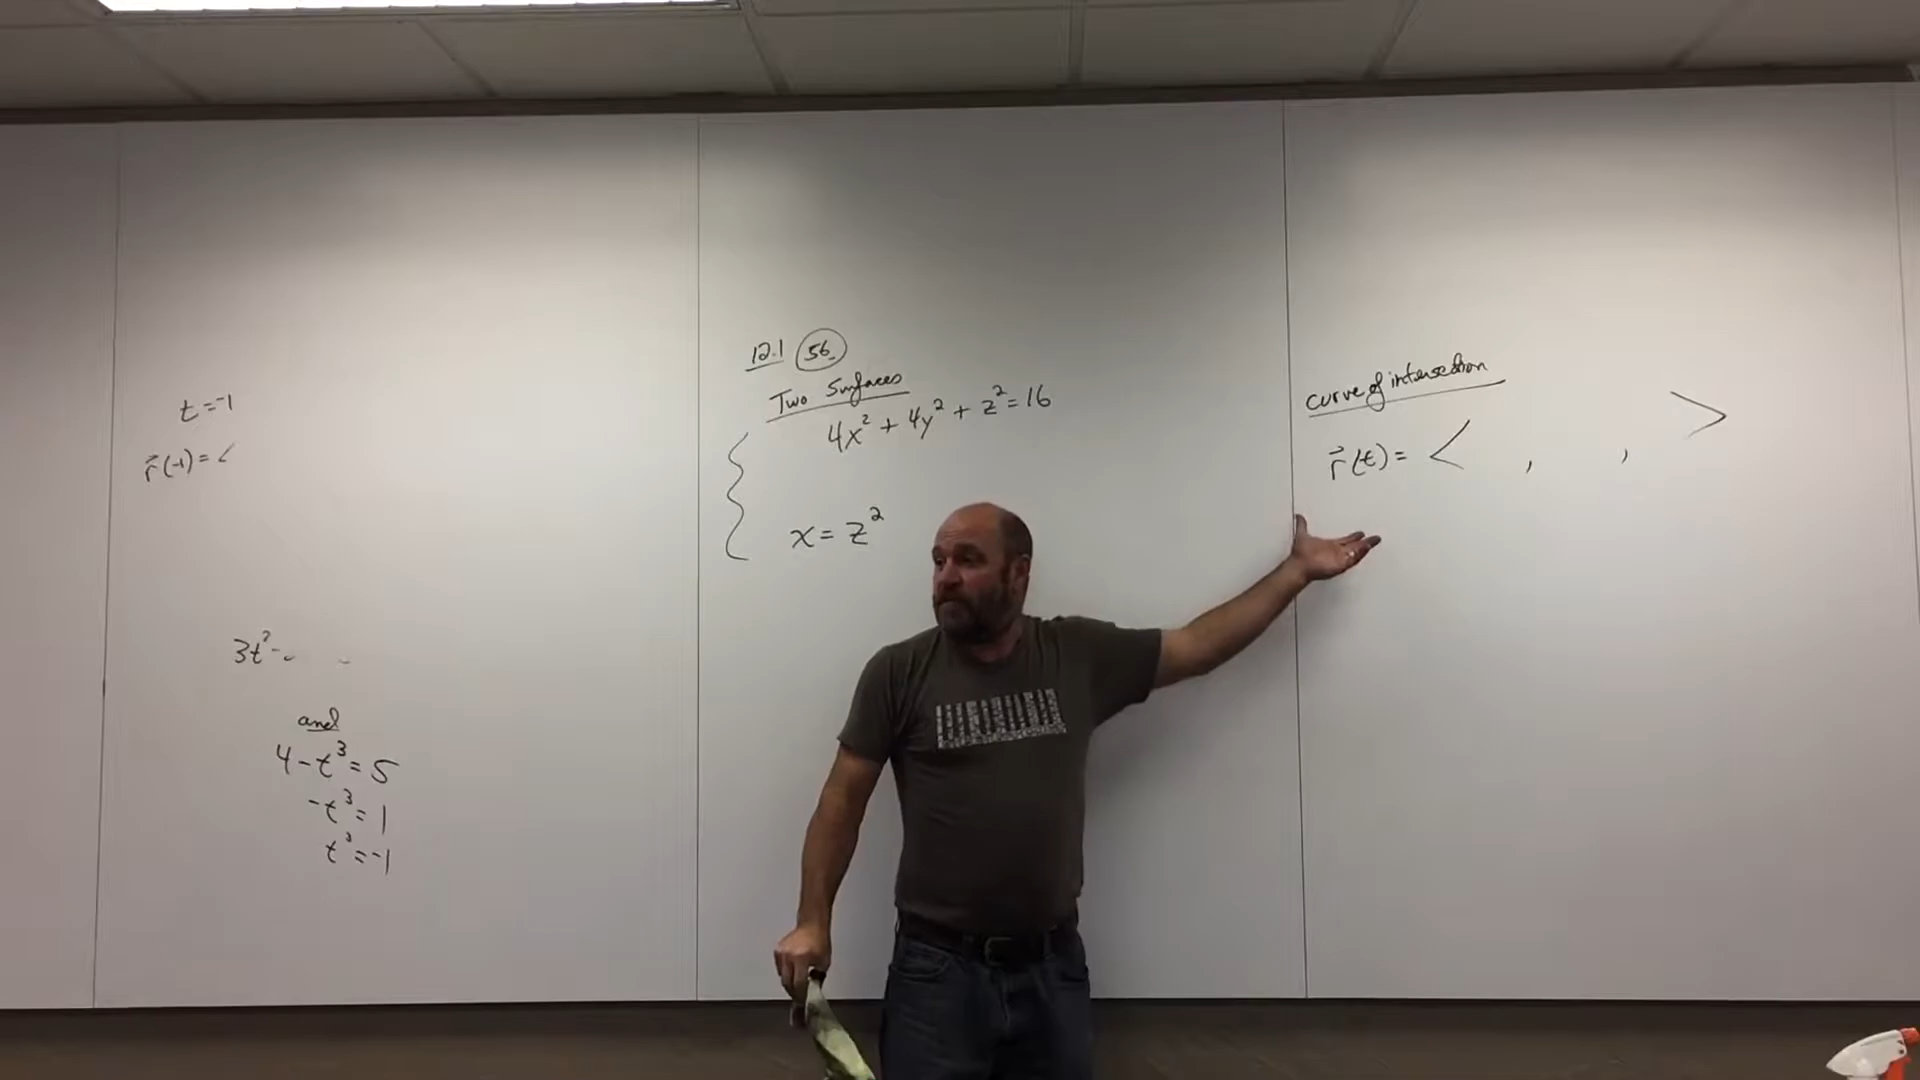 t = -1
r⃗(-1) = <
3t² -
and
4 - t³ = 5
-t³ = 1
t³ = -1
12.1 56.
Two Surfaces
4x² + 4y² + z² = 16
x = z²
curve of intersection
r⃗(t) = < , , >